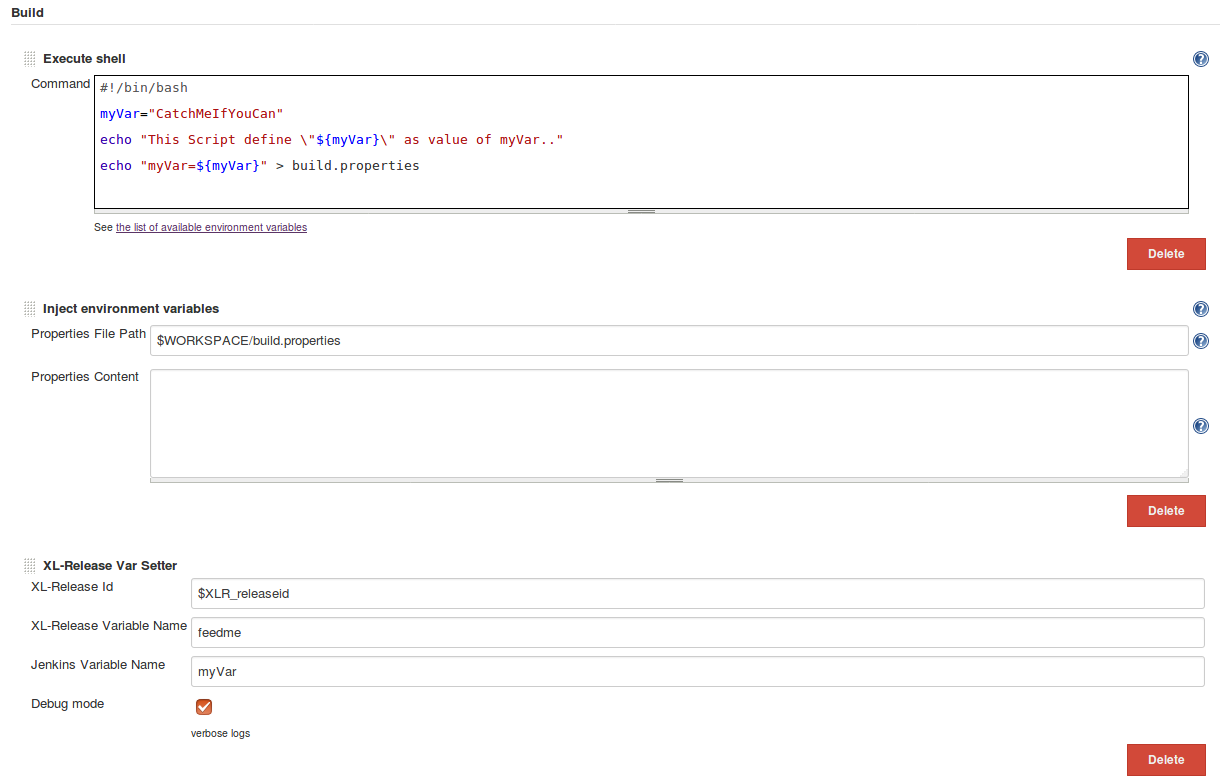 Build
Execute shell
Command
#!/bin/bash
myVar="CatchMeIfYouCan"
echo "This Script define \"${myVar}\" as value of myVar.."
echo "myVar=${myVar}" > build.properties
See the list of available environment variables
Delete
Inject environment variables
Properties File Path
$WORKSPACE/build.properties
Properties Content
Delete
XL-Release Var Setter
XL-Release Id
$XLR_releaseid
XL-Release Variable Name
feedme
Jenkins Variable Name
myVar
Debug mode
verbose logs
Delete